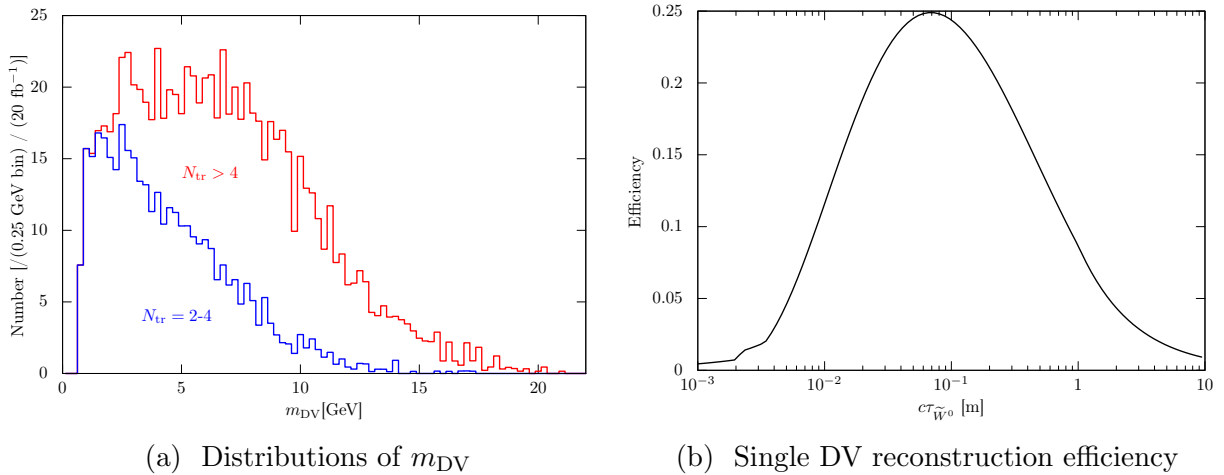 Number [/(0.25 GeV bin) / (20 fb⁻¹)]
25
20
15
10
5
0
N_tr > 4
N_tr = 2-4
0 5 10 15 20
m_DV[GeV]
(a) Distributions of m_DV
Efficiency
0.25
0.2
0.15
0.1
0.05
0
10⁻³ 10⁻² 10⁻¹ 1 10
cτ_W̃⁰ [m]
(b) Single DV reconstruction efficiency